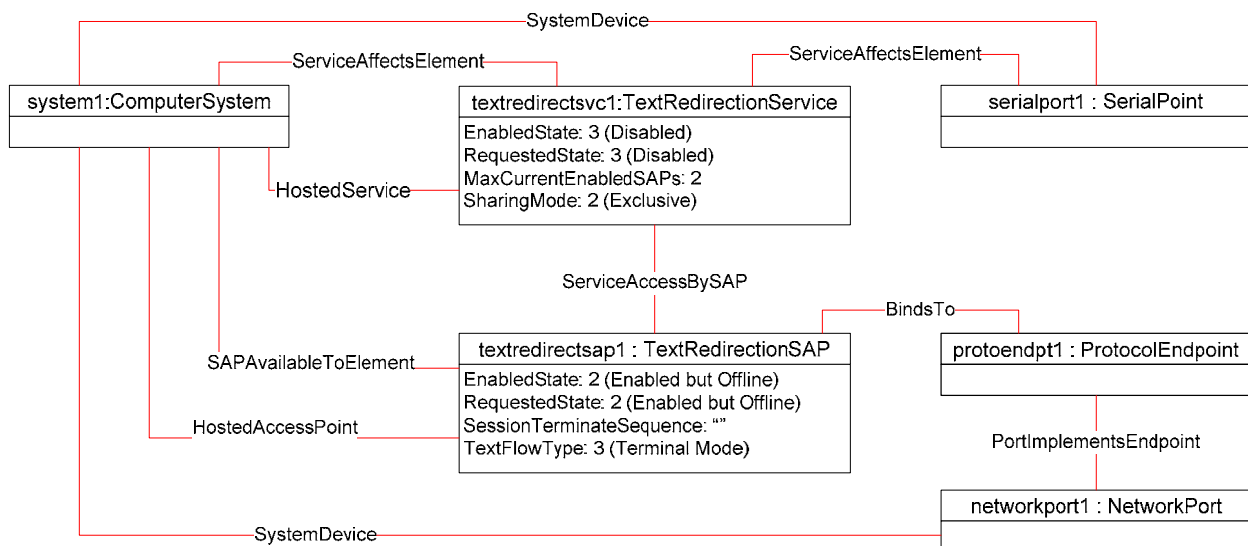 SystemDevice
ServiceAffectsElement
ServiceAffectsElement
system1:ComputerSystem
textredirectsvc1:TextRedirectionService
EnabledState: 3 (Disabled)
RequestedState: 3 (Disabled)
MaxCurrentEnabledSAPs: 2
SharingMode: 2 (Exclusive)
serialport1 : SerialPoint
HostedService
ServiceAccessBySAP
BindsTo
textredirectsap1 : TextRedirectionSAP
EnabledState: 2 (Enabled but Offline)
RequestedState: 2 (Enabled but Offline)
SessionTerminateSequence: “”
TextFlowType: 3 (Terminal Mode)
protoendpt1 : ProtocolEndpoint
SAPAvailableToElement
HostedAccessPoint
PortImplementsEndpoint
networkport1 : NetworkPort
SystemDevice